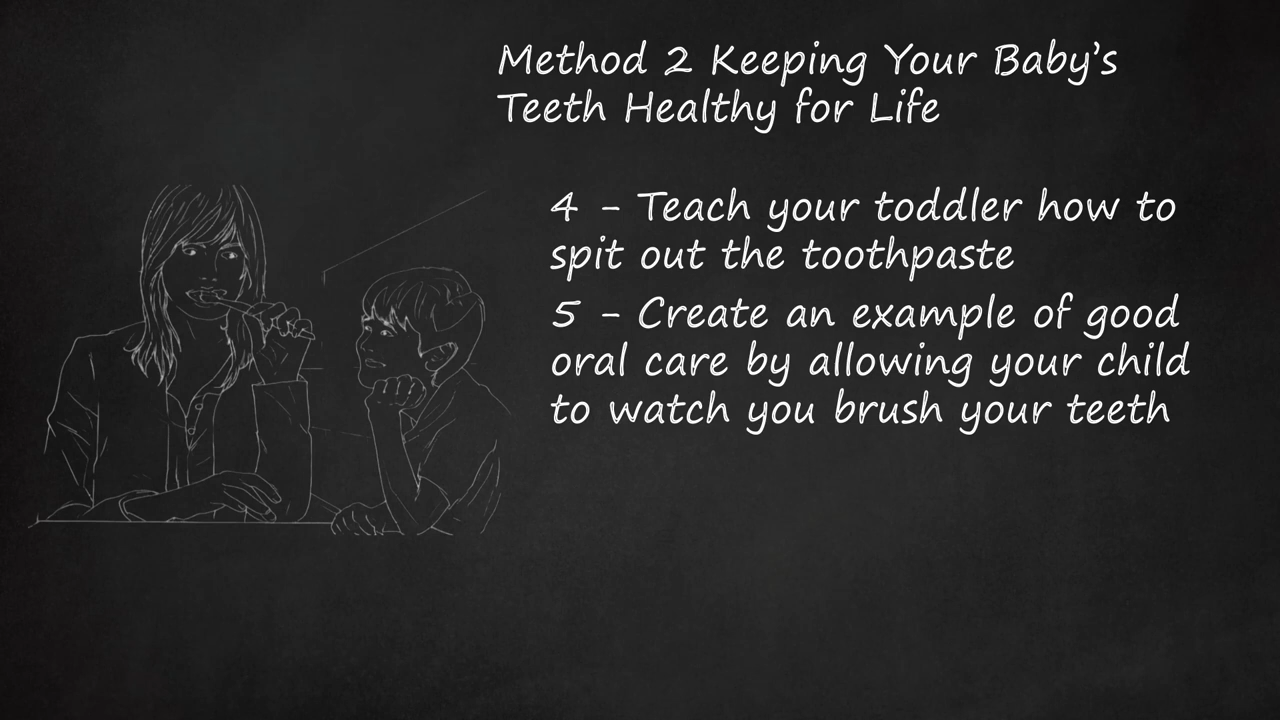 Method 2 Keeping Your Baby's
Teeth Healthy for Life
4 - Teach your toddler how to
spit out the toothpaste
5 - Create an example of good
oral care by allowing your child
to watch you brush your teeth